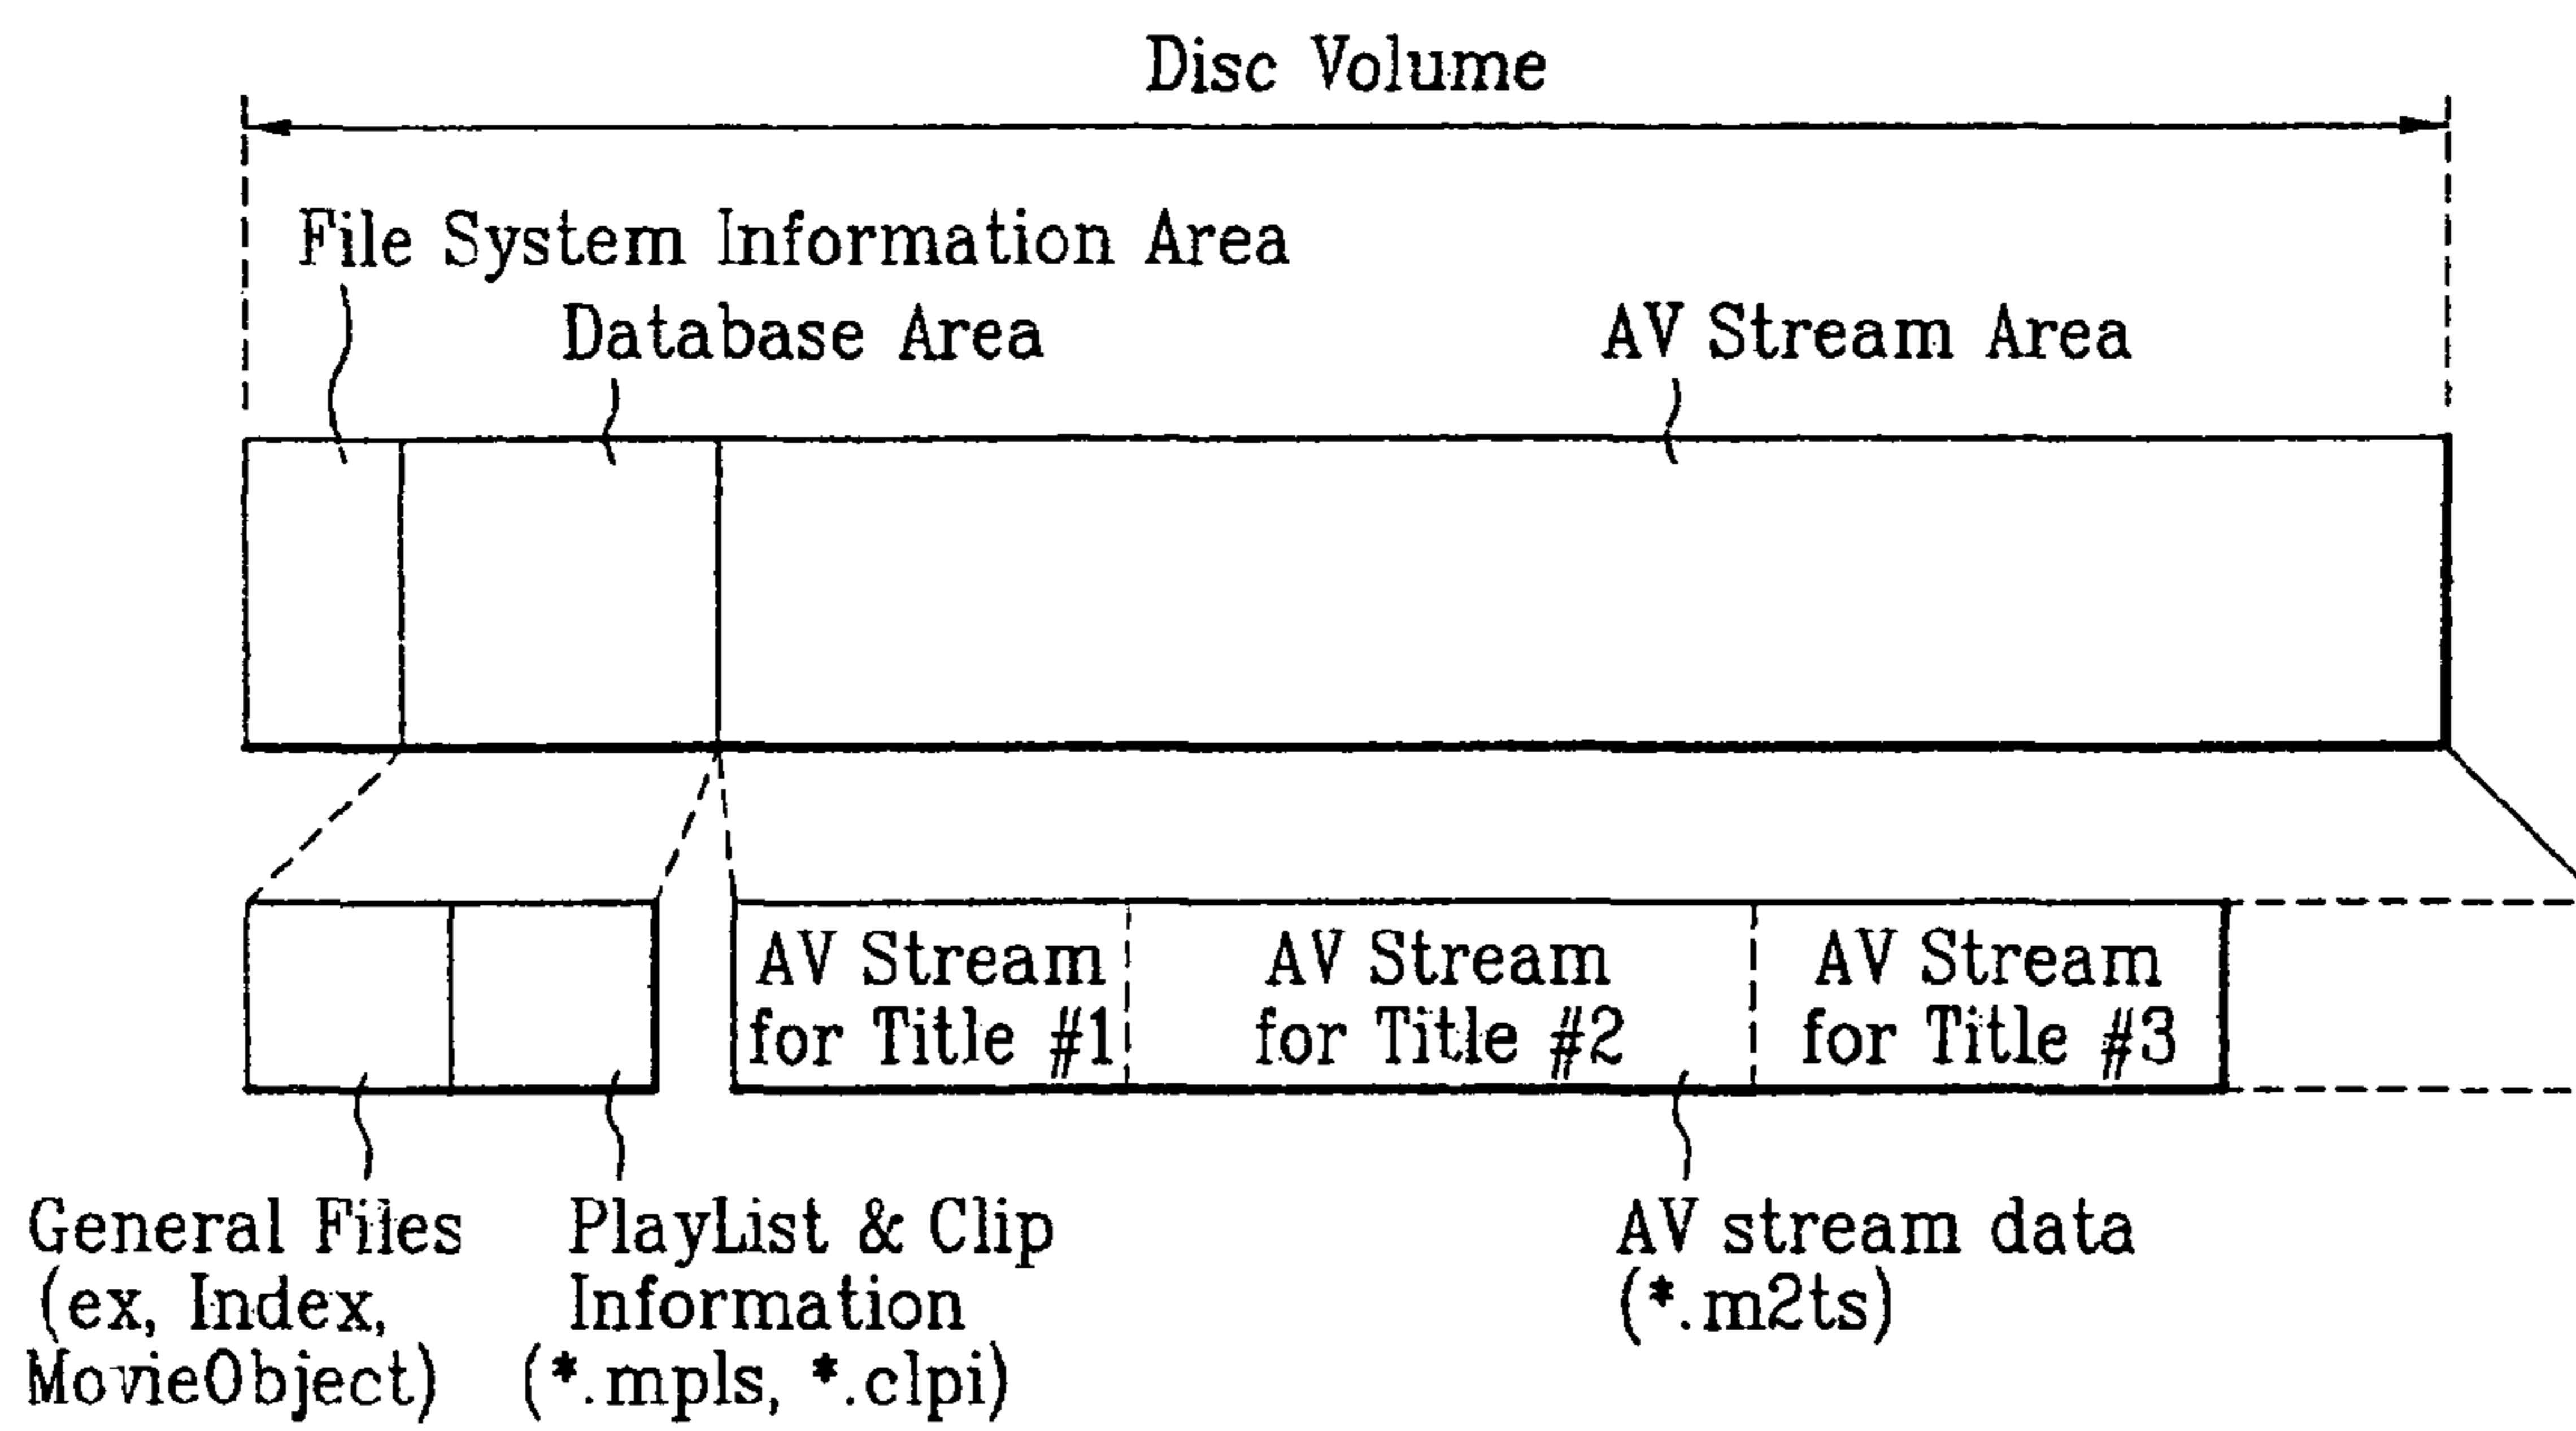 Disc Volume
File System Information Area
Database Area
AV Stream Area
AV Stream
for Title #1
AV Stream
for Title #2
AV Stream
for Title #3
General Files
(ex, Index,
MovieObject)
PlayList & Clip
Information
(*.mpls, *.clpi)
AV stream data
(*.m2ts)